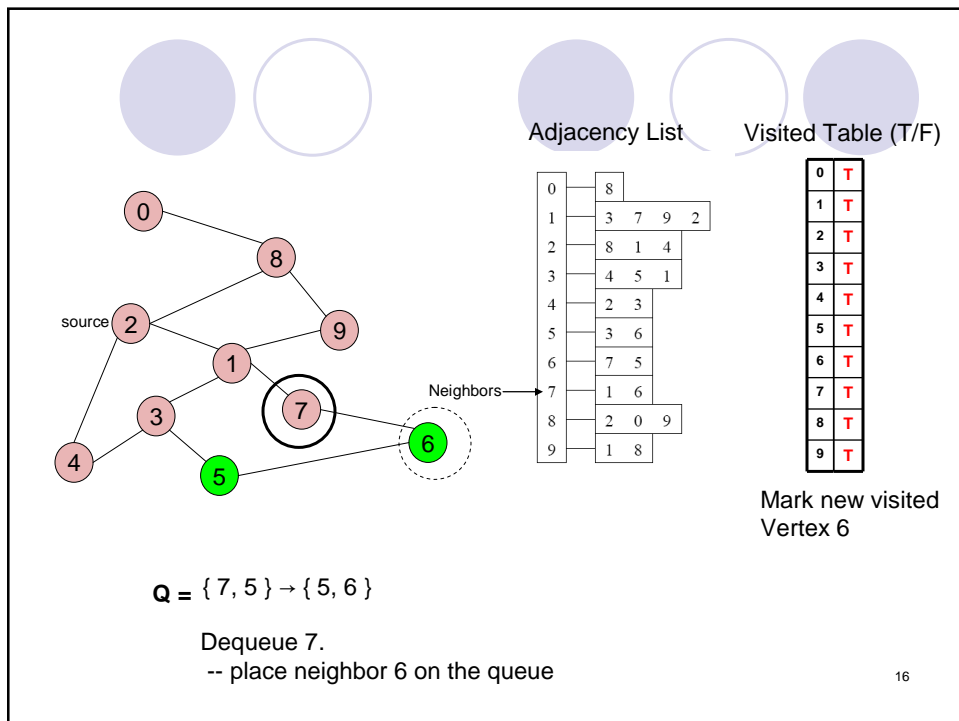 Adjacency List
Visited Table (T/F)
0
8
source
2
9
1
7
3
6
4
5
Neighbors
0 8
1 3 7 9 2
2 8 1 4
3 4 5 1
4 2 3
5 3 6
6 7 5
7 1 6
8 2 0 9
9 1 8
0 T
1 T
2 T
3 T
4 T
5 T
6 T
7 T
8 T
9 T
Mark new visited
Vertex 6
Q = { 7, 5 } → { 5, 6 }
Dequeue 7.
-- place neighbor 6 on the queue
16